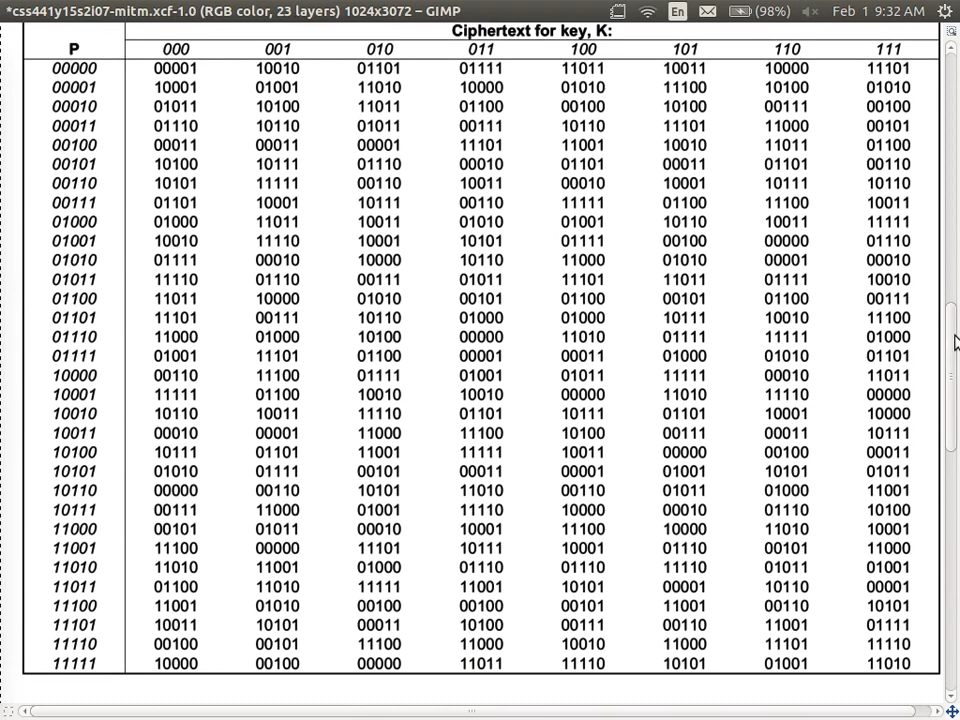 *css441y15s2i07-mitm.xcf-1.0 (RGB color, 23 layers) 1024x3072 – GIMP En (98%) Feb 1 9:32 AM
Ciphertext for key, K:
P 000 001 010 011 100 101 110 111
00000 00001 10010 01101 01111 11011 10011 10000 11101
00001 10001 01001 11010 10000 01010 11100 10100 01010
00010 01011 10100 11011 01100 00100 10100 00111 00100
00011 01110 10110 01011 00111 10110 11101 11000 00101
00100 00011 00011 00001 11101 11001 10010 11011 01100
00101 10100 10111 01110 00010 01101 00011 01101 00110
00110 10101 11111 00110 10011 00010 10001 10111 10110
00111 01101 10001 10111 00110 11111 01100 11100 10011
01000 01000 11011 10011 01010 01001 10110 10011 11111
01001 10010 11110 10001 10101 01111 00100 00000 01110
01010 01111 00010 10000 10110 11000 01010 00001 00010
01011 11110 01110 00111 01011 11101 11011 01111 10010
01100 11011 10000 01010 00101 01100 00101 01100 00111
01101 11101 00111 10110 01000 01000 10111 10010 11100
01110 11000 01000 10100 00000 11010 01111 11111 01000
01111 01001 11101 01100 00001 00011 01000 01010 01101
10000 00110 11100 01111 01001 01011 11111 00010 11011
10001 11111 01100 10010 10010 00000 11010 11110 00000
10010 10110 10011 11110 01101 10111 01101 10001 10000
10011 00010 00001 11000 11100 10100 00111 00011 10111
10100 10111 01101 11001 11111 10011 00000 00100 00011
10101 01010 01111 00101 00011 00001 01001 10101 01011
10110 00000 00110 10101 11010 00110 01011 01000 11001
10111 00111 11000 01001 11110 10000 00010 01110 10100
11000 00101 01011 00010 10001 11100 10000 11010 10001
11001 11100 00000 11101 10111 10001 01110 00101 11000
11010 11010 11001 01000 01110 01110 11110 01011 01001
11011 01100 11010 11111 11001 10101 00001 10110 00001
11100 11001 01010 00100 00100 00101 11001 00110 10101
11101 10011 10101 00011 10100 00111 00110 11001 01111
11110 00100 00101 11100 11000 10010 11000 11101 11110
11111 10000 00100 00000 11011 11110 10101 01001 11010